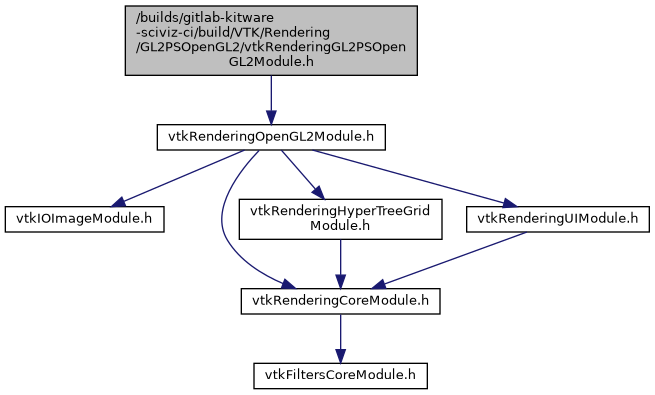 /builds/gitlab-kitware
-sciviz-ci/build/VTK/Rendering
/GL2PSOpenGL2/vtkRenderingGL2PSOpen
GL2Module.h
vtkRenderingOpenGL2Module.h
vtkIOImageModule.h
vtkRenderingHyperTreeGrid
Module.h
vtkRenderingUIModule.h
vtkRenderingCoreModule.h
vtkFiltersCoreModule.h